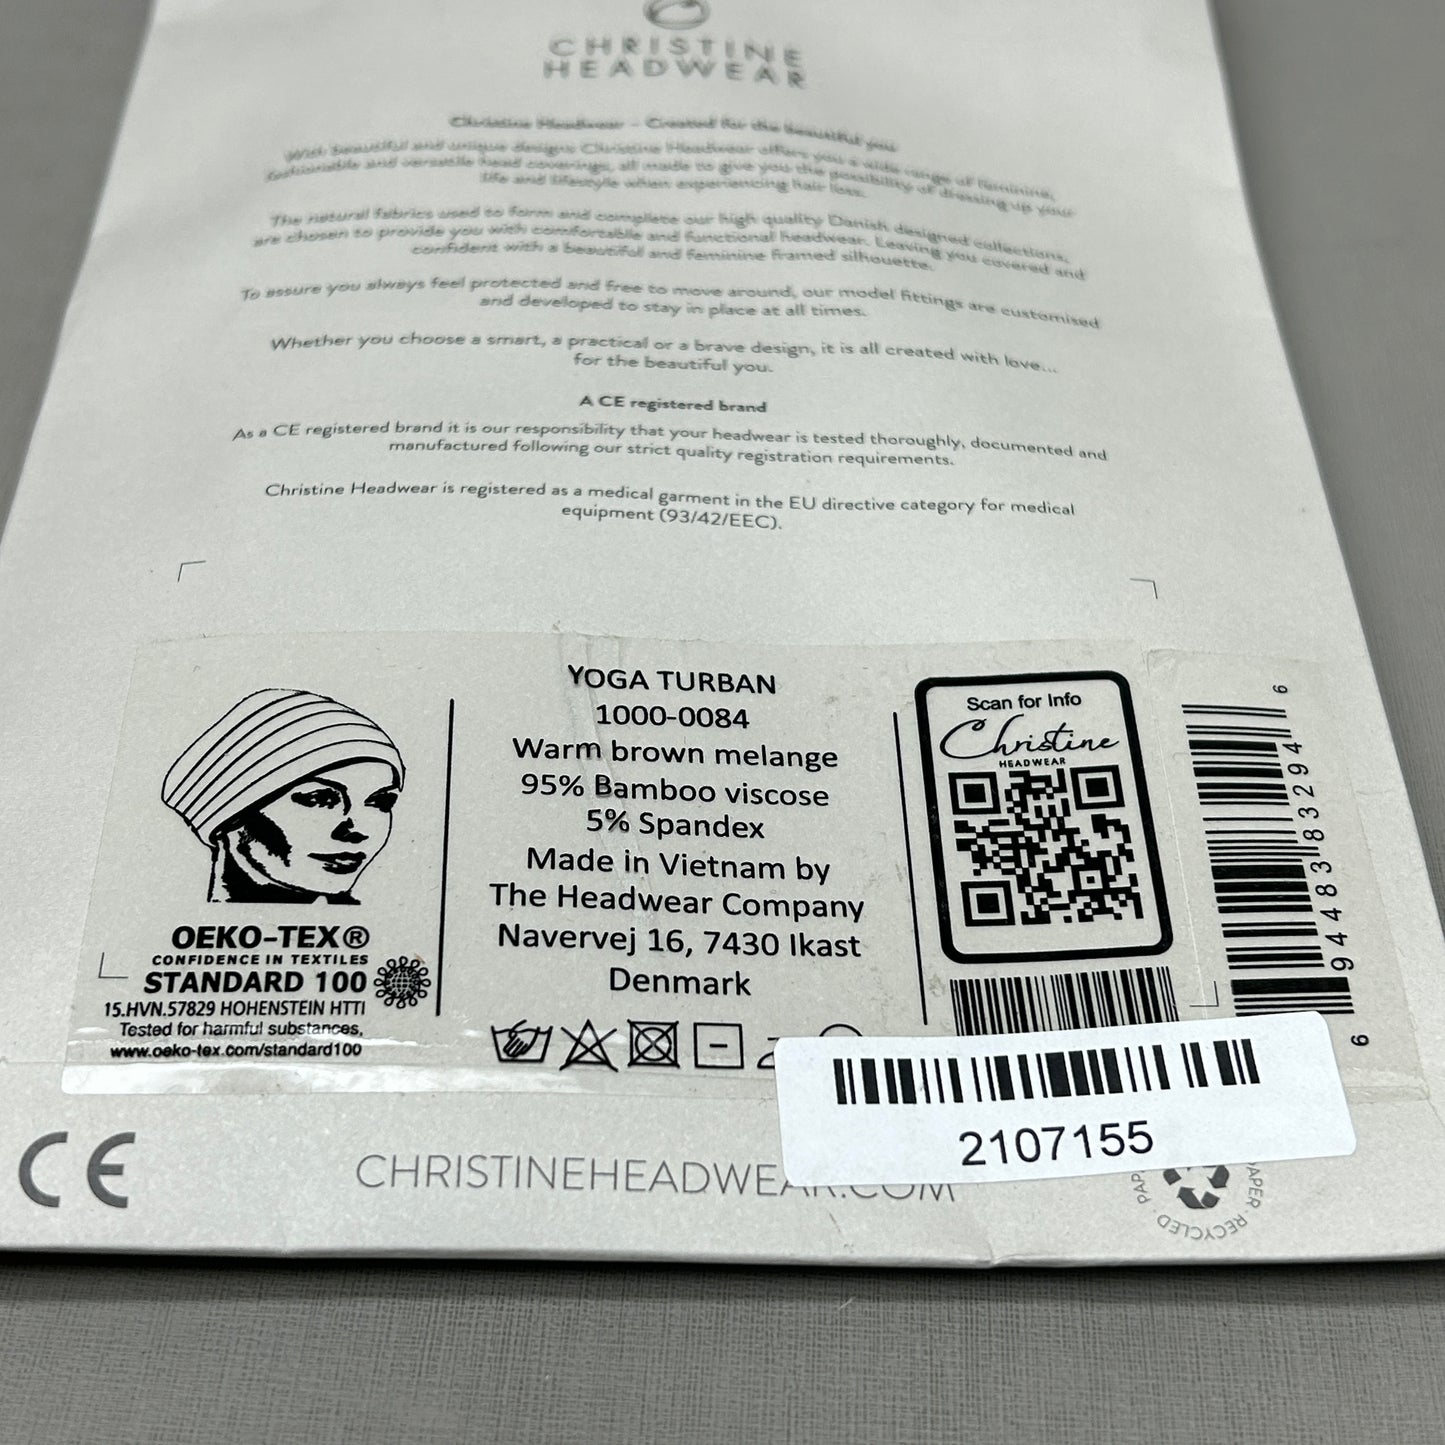 CHRISTINE
HEADWEAR
Christine Headwear - Created for the beautiful you
With beautiful and unique designs Christine Headwear offers you a wide range of feminine,
fashionable and versatile head coverings, all made to give you the possibility of dressing up your
life and lifestyle when experiencing hair loss.
The natural fabrics used to form and complete our high quality Danish designed collections,
are chosen to provide you with comfortable and functional headwear. Leaving you covered and
confident with a beautiful and feminine framed silhouette.
To assure you always feel protected and free to move around, our model fittings are customised
and developed to stay in place at all times.
Whether you choose a smart, a practical or a brave design, it is all created with love...
for the beautiful you.
A CE registered brand
As a CE registered brand it is our responsibility that your headwear is tested thoroughly, documented and
manufactured following our strict quality registration requirements.
Christine Headwear is registered as a medical garment in the EU directive category for medical
equipment (93/42/EEC).
OEKO-TEX®
CONFIDENCE IN TEXTILES
STANDARD 100
15.HVN.57829 HOHENSTEIN HTTI
Tested for harmful substances,
www.oeko-tex.com/standard100
YOGA TURBAN
1000-0084
Warm brown melange
95% Bamboo viscose
5% Spandex
Made in Vietnam by
The Headwear Company
Navervej 16, 7430 Ikast
Denmark
Scan for Info
Christine
HEADWEAR
6 944838 32946
2107155
CE
CHRISTINEHEADWEAR.COM
RECYCLED · PAPER